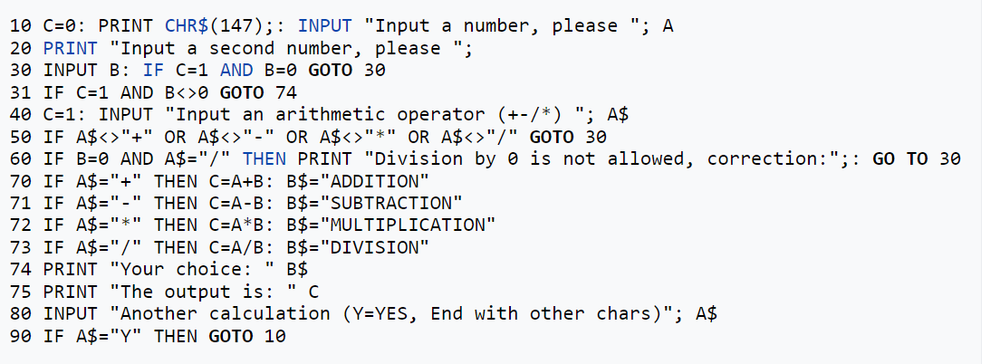 10 C=0: PRINT CHR$(147);: INPUT "Input a number, please "; A
20 PRINT "Input a second number, please ";
30 INPUT B: IF C=1 AND B=0 GOTO 30
31 IF C=1 AND B<>0 GOTO 74
40 C=1: INPUT "Input an arithmetic operator (+-/*) "; A$
50 IF A$<>"+" OR A$<>"-" OR A$<>"*" OR A$<>"/" GOTO 30
60 IF B=0 AND A$="/" THEN PRINT "Division by 0 is not allowed, correction:";: GO TO 30
70 IF A$="+" THEN C=A+B: B$="ADDITION"
71 IF A$="-" THEN C=A-B: B$="SUBTRACTION"
72 IF A$="*" THEN C=A*B: B$="MULTIPLICATION"
73 IF A$="/" THEN C=A/B: B$="DIVISION"
74 PRINT "Your choice: " B$
75 PRINT "The output is: " C
80 INPUT "Another calculation (Y=YES, End with other chars)"; A$
90 IF A$="Y" THEN GOTO 10